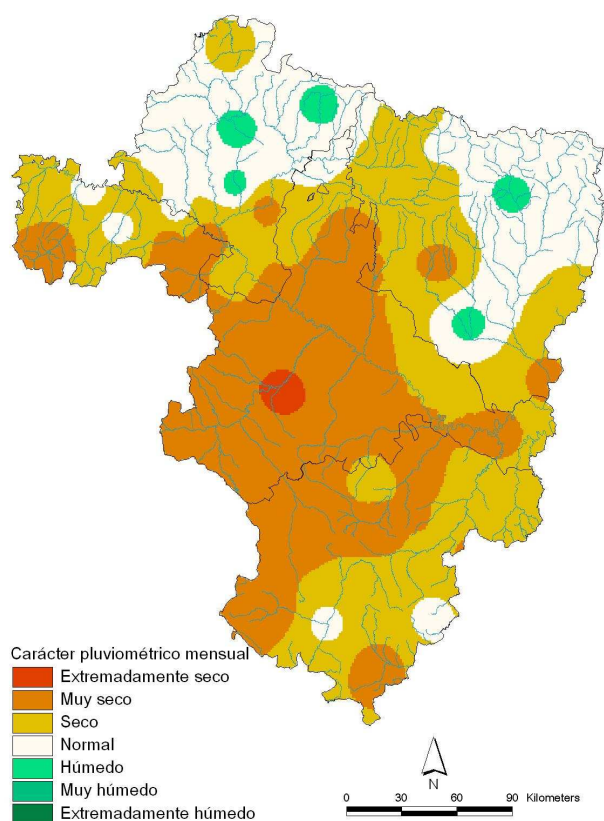 Carácter pluviométrico mensual
Extremadamente seco
Muy seco
Seco
Normal
Húmedo
Muy húmedo
Extremadamente húmedo
N
0 30 60 90 Kilometers